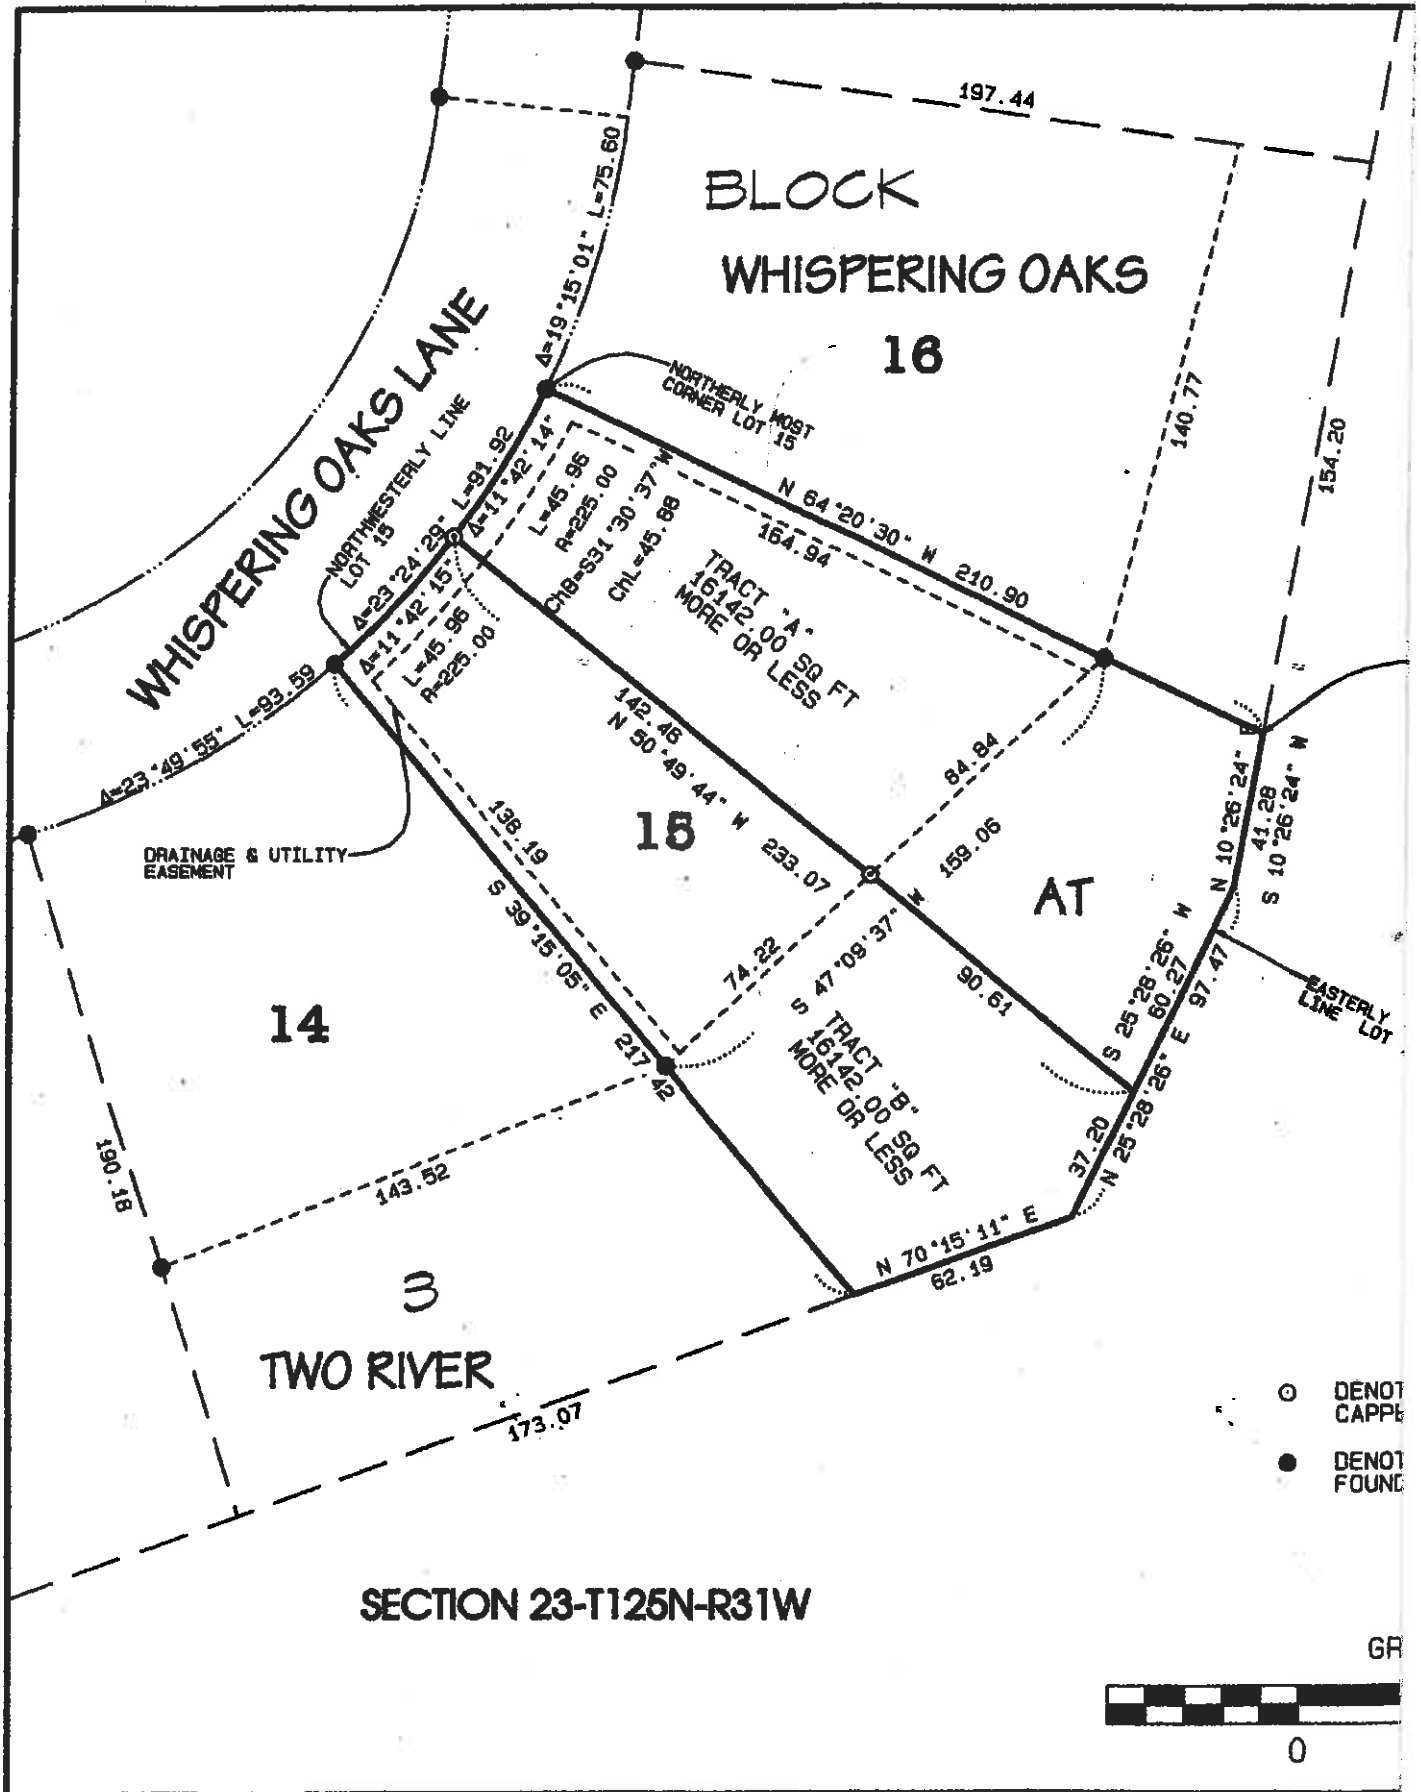 197.44
BLOCK
WHISPERING OAKS
16
Δ=19°15'01" L=75.60
WHISPERING OAKS LANE
NORTHWESTERLY LINE
LOT 15
NORTHERLY MOST
CORNER LOT 15
140.77
154.20
Δ=23°24'29" L=91.92
Δ=11°42'14"
L=45.96
R=225.00
ChB=S31°30'37"W
ChL=45.88
N 64°20'30" W 210.90
164.94
TRACT "A"
16142.00 SQ FT
MORE OR LESS
Δ=11°42'15"
L=45.96
R=225.00
Δ=23°49'55" L=93.59
142.46
N 50°49'44" W 233.07
84.84
159.06
S 47°09'37" W
74.22
15
138.19
S 39°15'05" E 217.42
DRAINAGE & UTILITY
EASEMENT
AT
N 10°26'24" E
41.28
S 10°26'24" W
S 25°28'26" W
60.27
97.47
N 25°28'26" E
EASTERLY
LINE LOT
90.61
14
TRACT "B"
16142.00 SQ FT
MORE OR LESS
37.20
190.18
143.52
N 70°15'11" E
62.19
3
TWO RIVER
173.07
DENOT
CAPPE
DENOT
FOUND
SECTION 23-T125N-R31W
GR
0